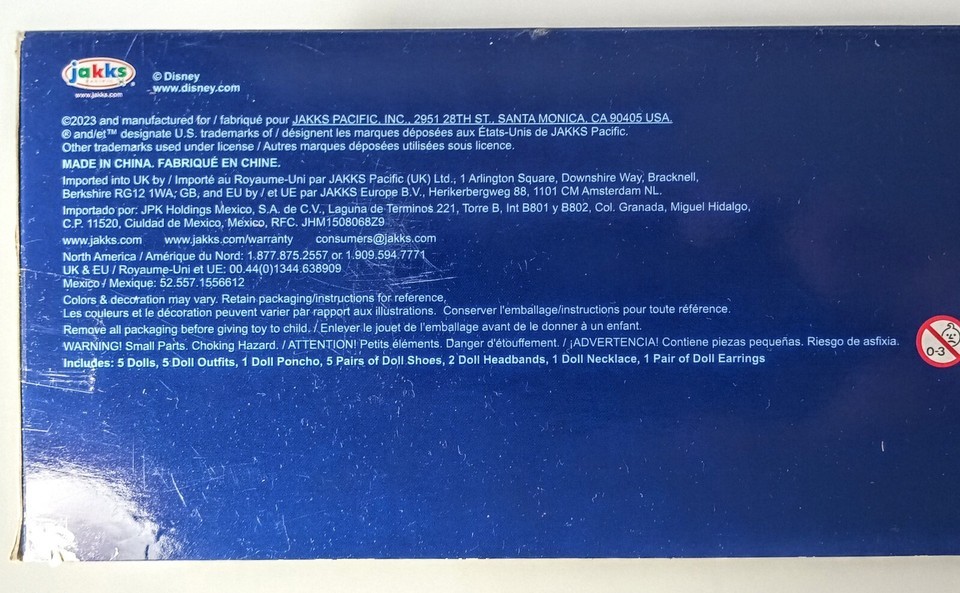 jakks
www.jakks.com
© Disney
www.disney.com
©2023 and manufactured for / fabriqué pour JAKKS PACIFIC, INC., 2951 28TH ST., SANTA MONICA, CA 90405 USA.
® and/et™ designate U.S. trademarks of / désignent les marques déposées aux États-Unis de JAKKS Pacific.
Other trademarks used under license / Autres marques déposées utilisées sous licence.
MADE IN CHINA. FABRIQUÉ EN CHINE.
Imported into UK by / Importé au Royaume-Uni par JAKKS Pacific (UK) Ltd., 1 Arlington Square, Downshire Way, Bracknell,
Berkshire RG12 1WA; GB, and EU by / et UE par JAKKS Europe B.V., Herikerbergweg 88, 1101 CM Amsterdam NL.
Importado por: JPK Holdings Mexico, S.A. de C.V., Laguna de Terminos 221, Torre B, Int B801 y B802, Col. Granada, Miguel Hidalgo,
C.P. 11520, Ciuldad de Mexico, Mexico, RFC. JHM1508068Z9
www.jakks.com www.jakks.com/warranty consumers@jakks.com
North America / Amérique du Nord: 1.877.875.2557 or 1.909.594.7771
UK & EU / Royaume-Uni et UE: 00.44(0)1344.638909
Mexico / Mexique: 52.557.1556612
Colors & decoration may vary. Retain packaging/instructions for reference.
Les couleurs et le décoration peuvent varier par rapport aux illustrations. Conserver l'emballage/instructions pour toute référence.
Remove all packaging before giving toy to child. / Enlever le jouet de l'emballage avant de le donner à un enfant.
WARNING! Small Parts. Choking Hazard. / ATTENTION! Petits éléments. Danger d'étouffement. / ¡ADVERTENCIA! Contiene piezas pequeñas. Riesgo de asfixia.
0-3
Includes: 5 Dolls, 5 Doll Outfits, 1 Doll Poncho, 5 Pairs of Doll Shoes, 2 Doll Headbands, 1 Doll Necklace, 1 Pair of Doll Earrings